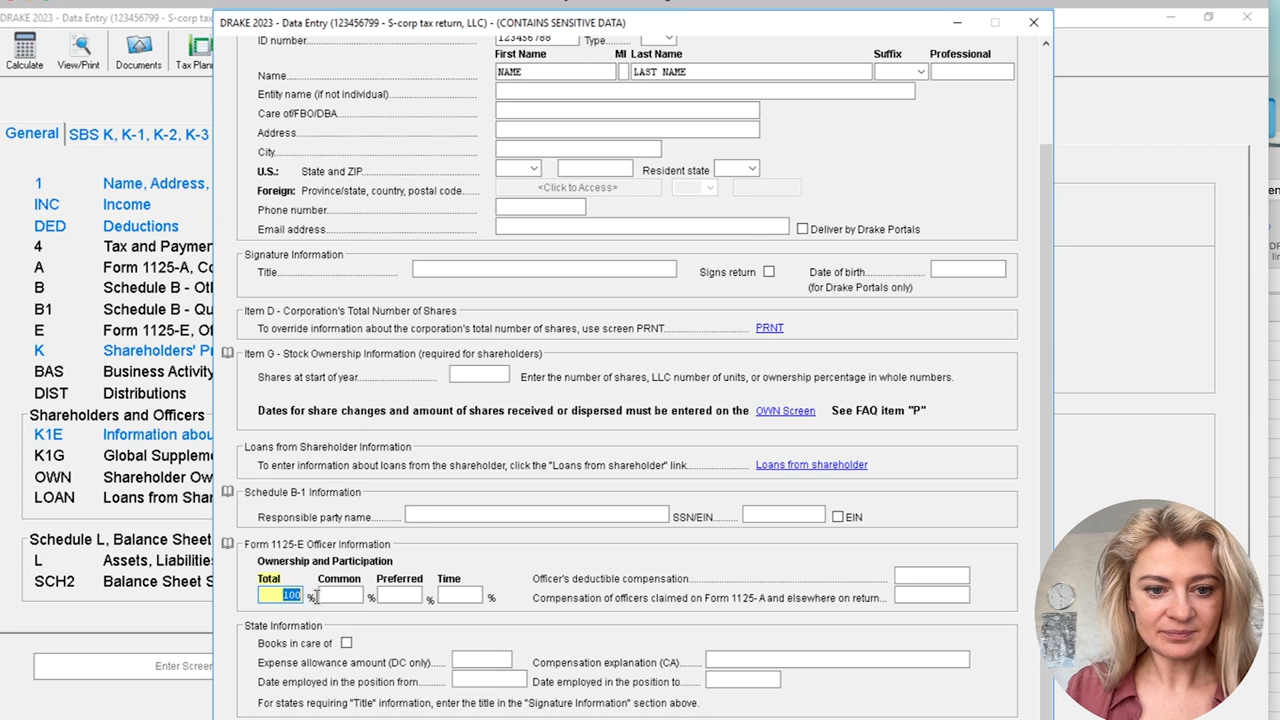 DRAKE 2023 - Data Entry (123456799 - S-corp tax
DRAKE 2023 - Data Entry (123456799 - S-corp tax return, LLC) - (CONTAINS SENSITIVE DATA)
Calculate View/Print Documents Tax Plann
General SBS K, K-1, K-2, K-3
1 Name, Address,
INC Income
DED Deductions
4 Tax and Paymen
A Form 1125-A, Co
B Schedule B - Oth
B1 Schedule B - Qu
E Form 1125-E, Of
K Shareholders' Pr
BAS Business Activity
DIST Distributions
Shareholders and Officers
K1E Information abou
K1G Global Suppleme
OWN Shareholder Ow
LOAN Loans from Shar
Schedule L, Balance Sheet
L Assets, Liabilities
SCH2 Balance Sheet S
Enter Screen
ID number 123456788 Type
First Name MI Last Name Suffix Professional
Name NAME LAST NAME
Entity name (if not individual)
Care of/FBO/DBA
Address
City
U.S.: State and ZIP Resident state
Foreign: Province/state, country, postal code <Click to Access>
Phone number
Email address Deliver by Drake Portals
Signature Information
Title Signs return Date of birth
(for Drake Portals only)
Item D - Corporation's Total Number of Shares
To override information about the corporation's total number of shares, use screen PRNT PRNT
Item G - Stock Ownership Information (required for shareholders)
Shares at start of year Enter the number of shares, LLC number of units, or ownership percentage in whole numbers.
Dates for share changes and amount of shares received or dispersed must be entered on the OWN Screen See FAQ item "P"
Loans from Shareholder Information
To enter information about loans from the shareholder, click the "Loans from shareholder" link Loans from shareholder
Schedule B-1 Information
Responsible party name SSN/EIN EIN
Form 1125-E Officer Information
Ownership and Participation
Total Common Preferred Time Officer's deductible compensation
100 % % % % Compensation of officers claimed on Form 1125-A and elsewhere on return
State Information
Books in care of
Expense allowance amount (DC only) Compensation explanation (CA)
Date employed in the position from Date employed in the position to
For states requiring "Title" information, enter the title in the "Signature Information" section above.